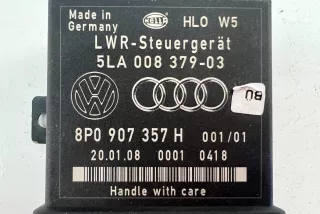 Made in
Germany
HELLA
HLO W5
LWR-Steuergerät
5LA 008 379-03
8P0 907 357 H 001/01
20.01.08 0001 0418
Handle with care